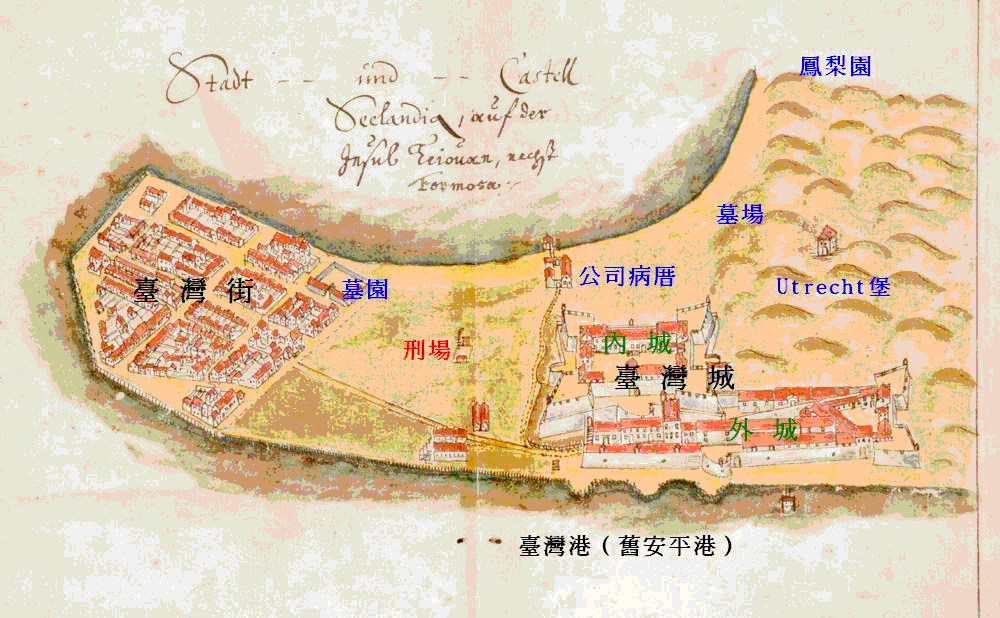 鳳梨園
Stadt -- und -- Castell
Seelandia, auf der
Insul Teiouan, nechst
Formosa.
墓場
公司病厝
Utrecht堡
臺灣街
墓園
刑場
內城
臺灣城
外城
臺灣港(舊安平港)